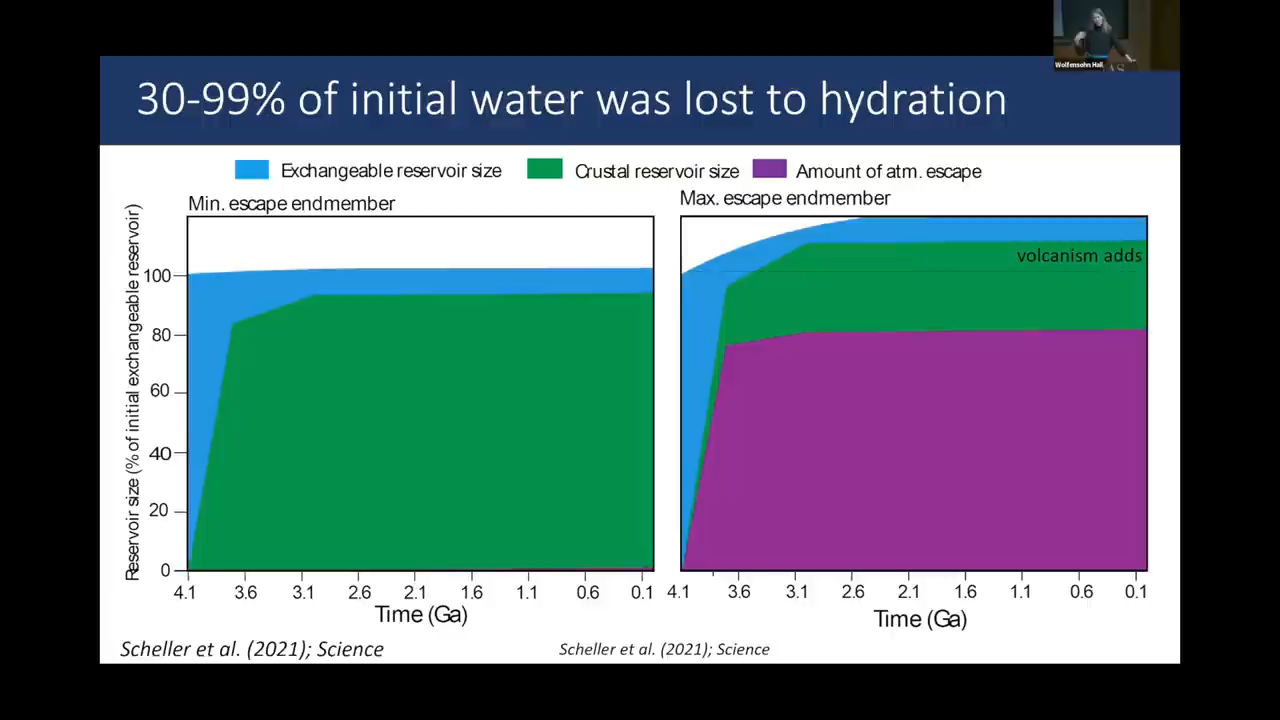 Wolfensohn Hall
30-99% of initial water was lost to hydration
Exchangeable reservoir size
Crustal reservoir size
Amount of atm. escape
Min. escape endmember
Max. escape endmember
Reservoir size (% of initial exchangeable reservoir)
100
80
60
40
20
0
volcanism adds
4.1 3.6 3.1 2.6 2.1 1.6 1.1 0.6 0.1
Time (Ga)
4.1 3.6 3.1 2.6 2.1 1.6 1.1 0.6 0.1
Time (Ga)
Scheller et al. (2021); Science
Scheller et al. (2021); Science